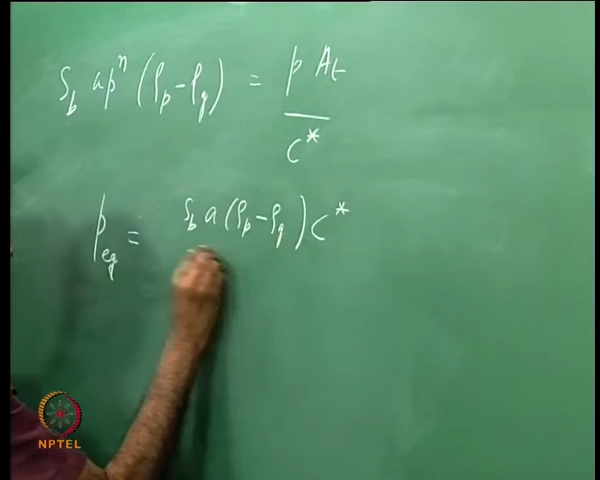 S_b a p^n (ρ_p - ρ_g) = p A_t / C*
p_eq = S_b a (ρ_p - ρ_g) C*
NPTEL